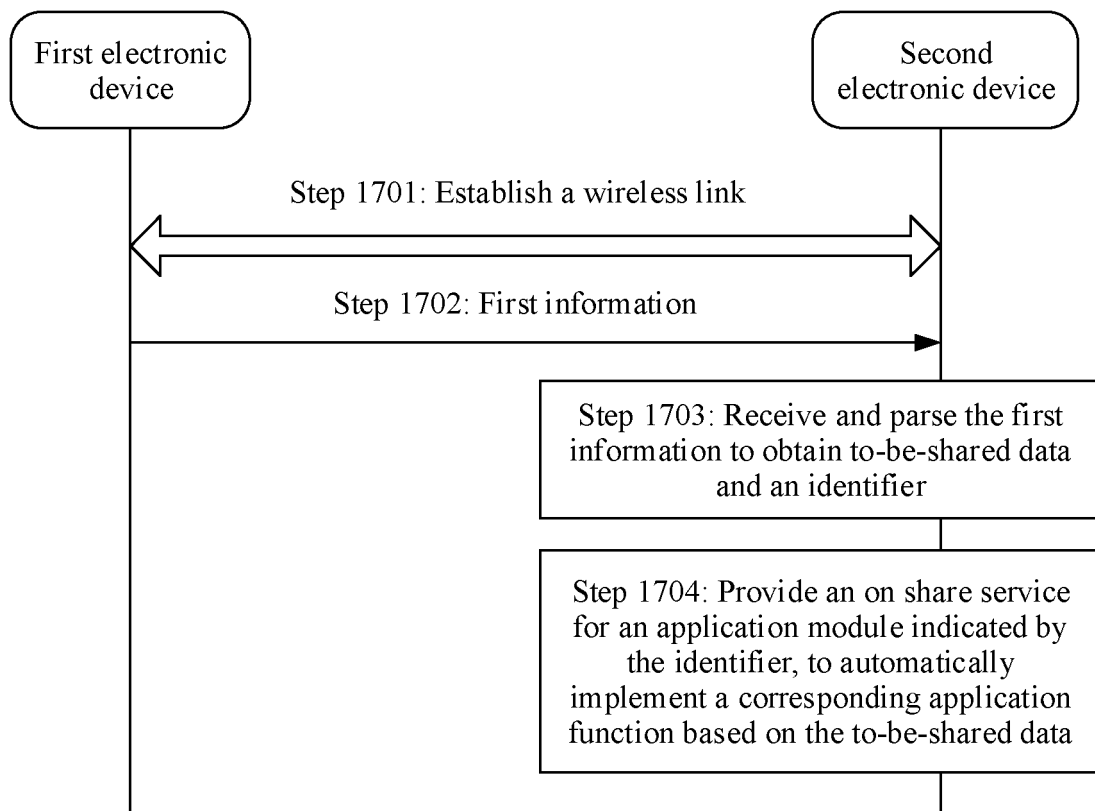 First electronic
device
Second
electronic device
Step 1701: Establish a wireless link
Step 1702: First information
Step 1703: Receive and parse the first
information to obtain to-be-shared data
and an identifier
Step 1704: Provide an on share service
for an application module indicated by
the identifier, to automatically
implement a corresponding application
function based on the to-be-shared data